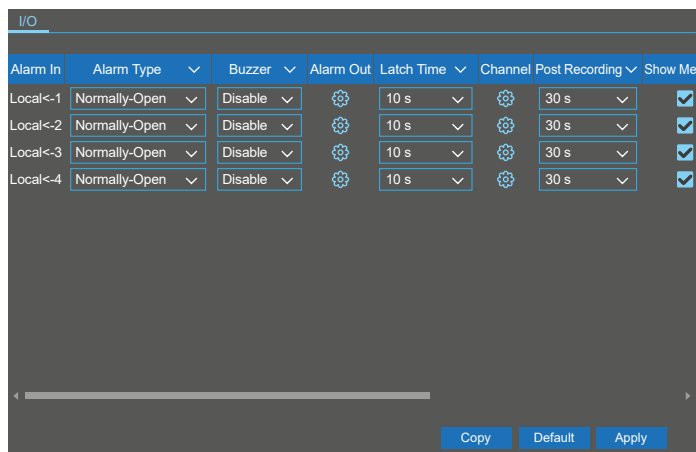 I/O
Alarm In Alarm Type Buzzer Alarm Out Latch Time Channel Post Recording Show Me
Local<-1 Normally-Open Disable 10 s 30 s
Local<-2 Normally-Open Disable 10 s 30 s
Local<-3 Normally-Open Disable 10 s 30 s
Local<-4 Normally-Open Disable 10 s 30 s
Copy Default Apply